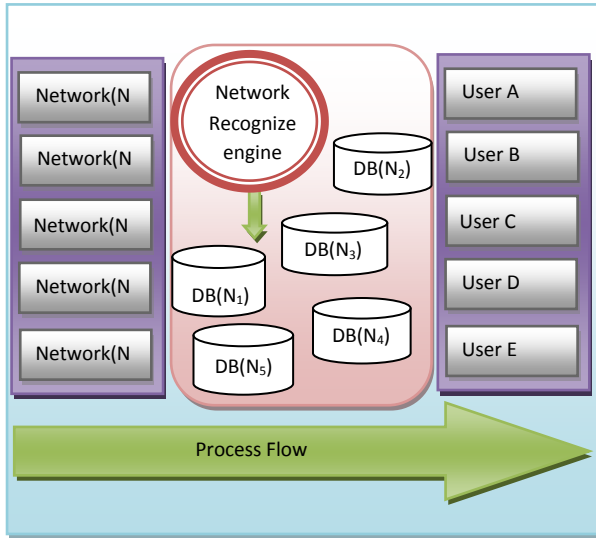 Network(N
Network(N
Network(N
Network(N
Network(N
Network
Recognize
engine
DB(N₂)
DB(N₃)
DB(N₁)
DB(N₄)
DB(N₅)
User A
User B
User C
User D
User E
Process Flow